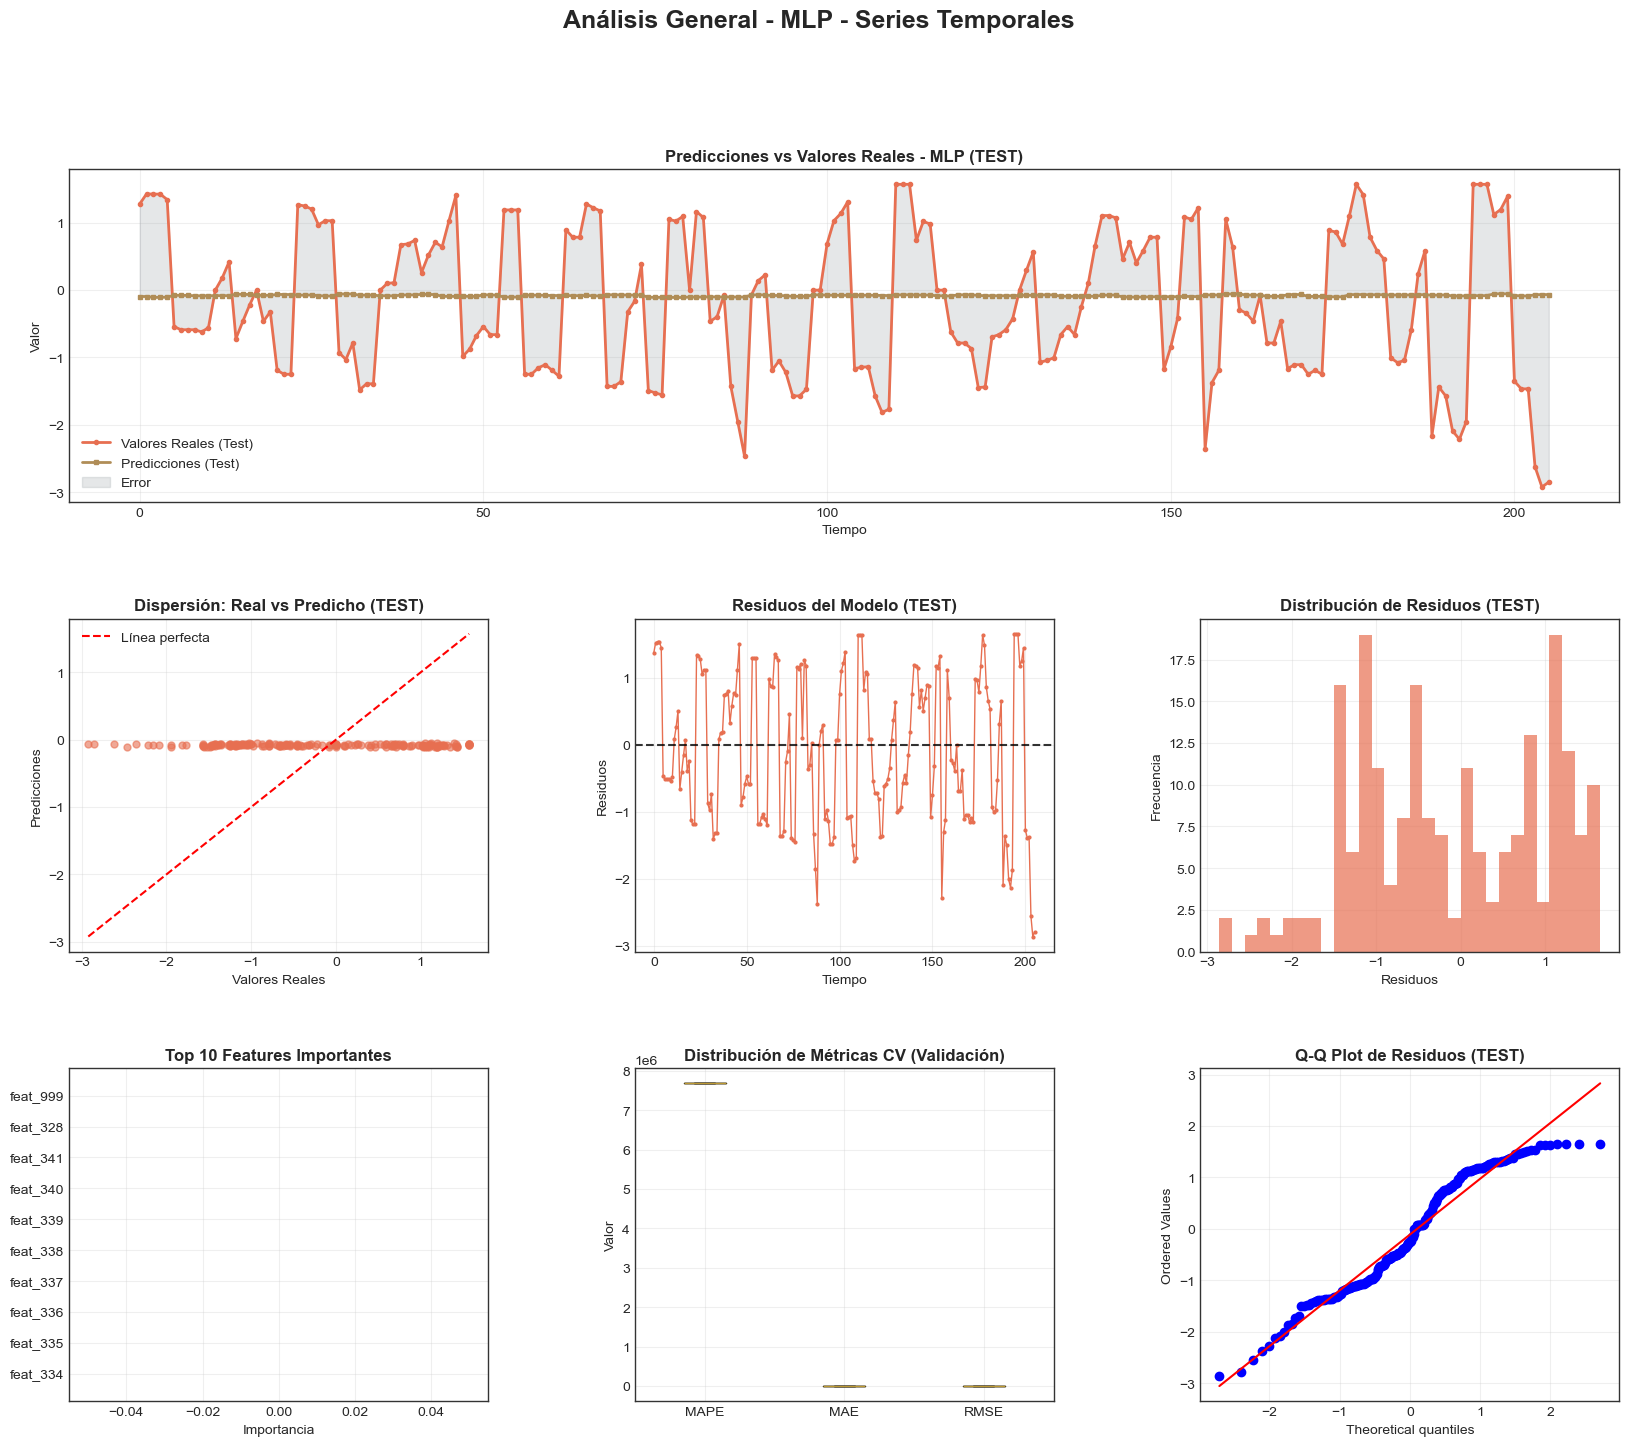 Análisis General - MLP - Series Temporales
Predicciones vs Valores Reales - MLP (TEST)
Valor
1
0
−1
−2
−3
Valores Reales (Test)
Predicciones (Test)
Error
0
50
100
150
200
Tiempo
Dispersión: Real vs Predicho (TEST)
Predicciones
1
0
−1
−2
−3
Línea perfecta
−3
−2
−1
0
1
Valores Reales
Residuos del Modelo (TEST)
Residuos
1
0
−1
−2
−3
0
50
100
150
200
Tiempo
Distribución de Residuos (TEST)
Frecuencia
17.5
15.0
12.5
10.0
7.5
5.0
2.5
0.0
−3
−2
−1
0
1
Residuos
Top 10 Features Importantes
feat_999
feat_328
feat_341
feat_340
feat_339
feat_338
feat_337
feat_336
feat_335
feat_334
−0.04
−0.02
0.00
0.02
0.04
Importancia
Distribución de Métricas CV (Validación)
1e6
Valor
8
7
6
5
4
3
2
1
0
MAPE
MAE
RMSE
Q-Q Plot de Residuos (TEST)
Ordered Values
3
2
1
0
−1
−2
−3
−2
−1
0
1
2
Theoretical quantiles